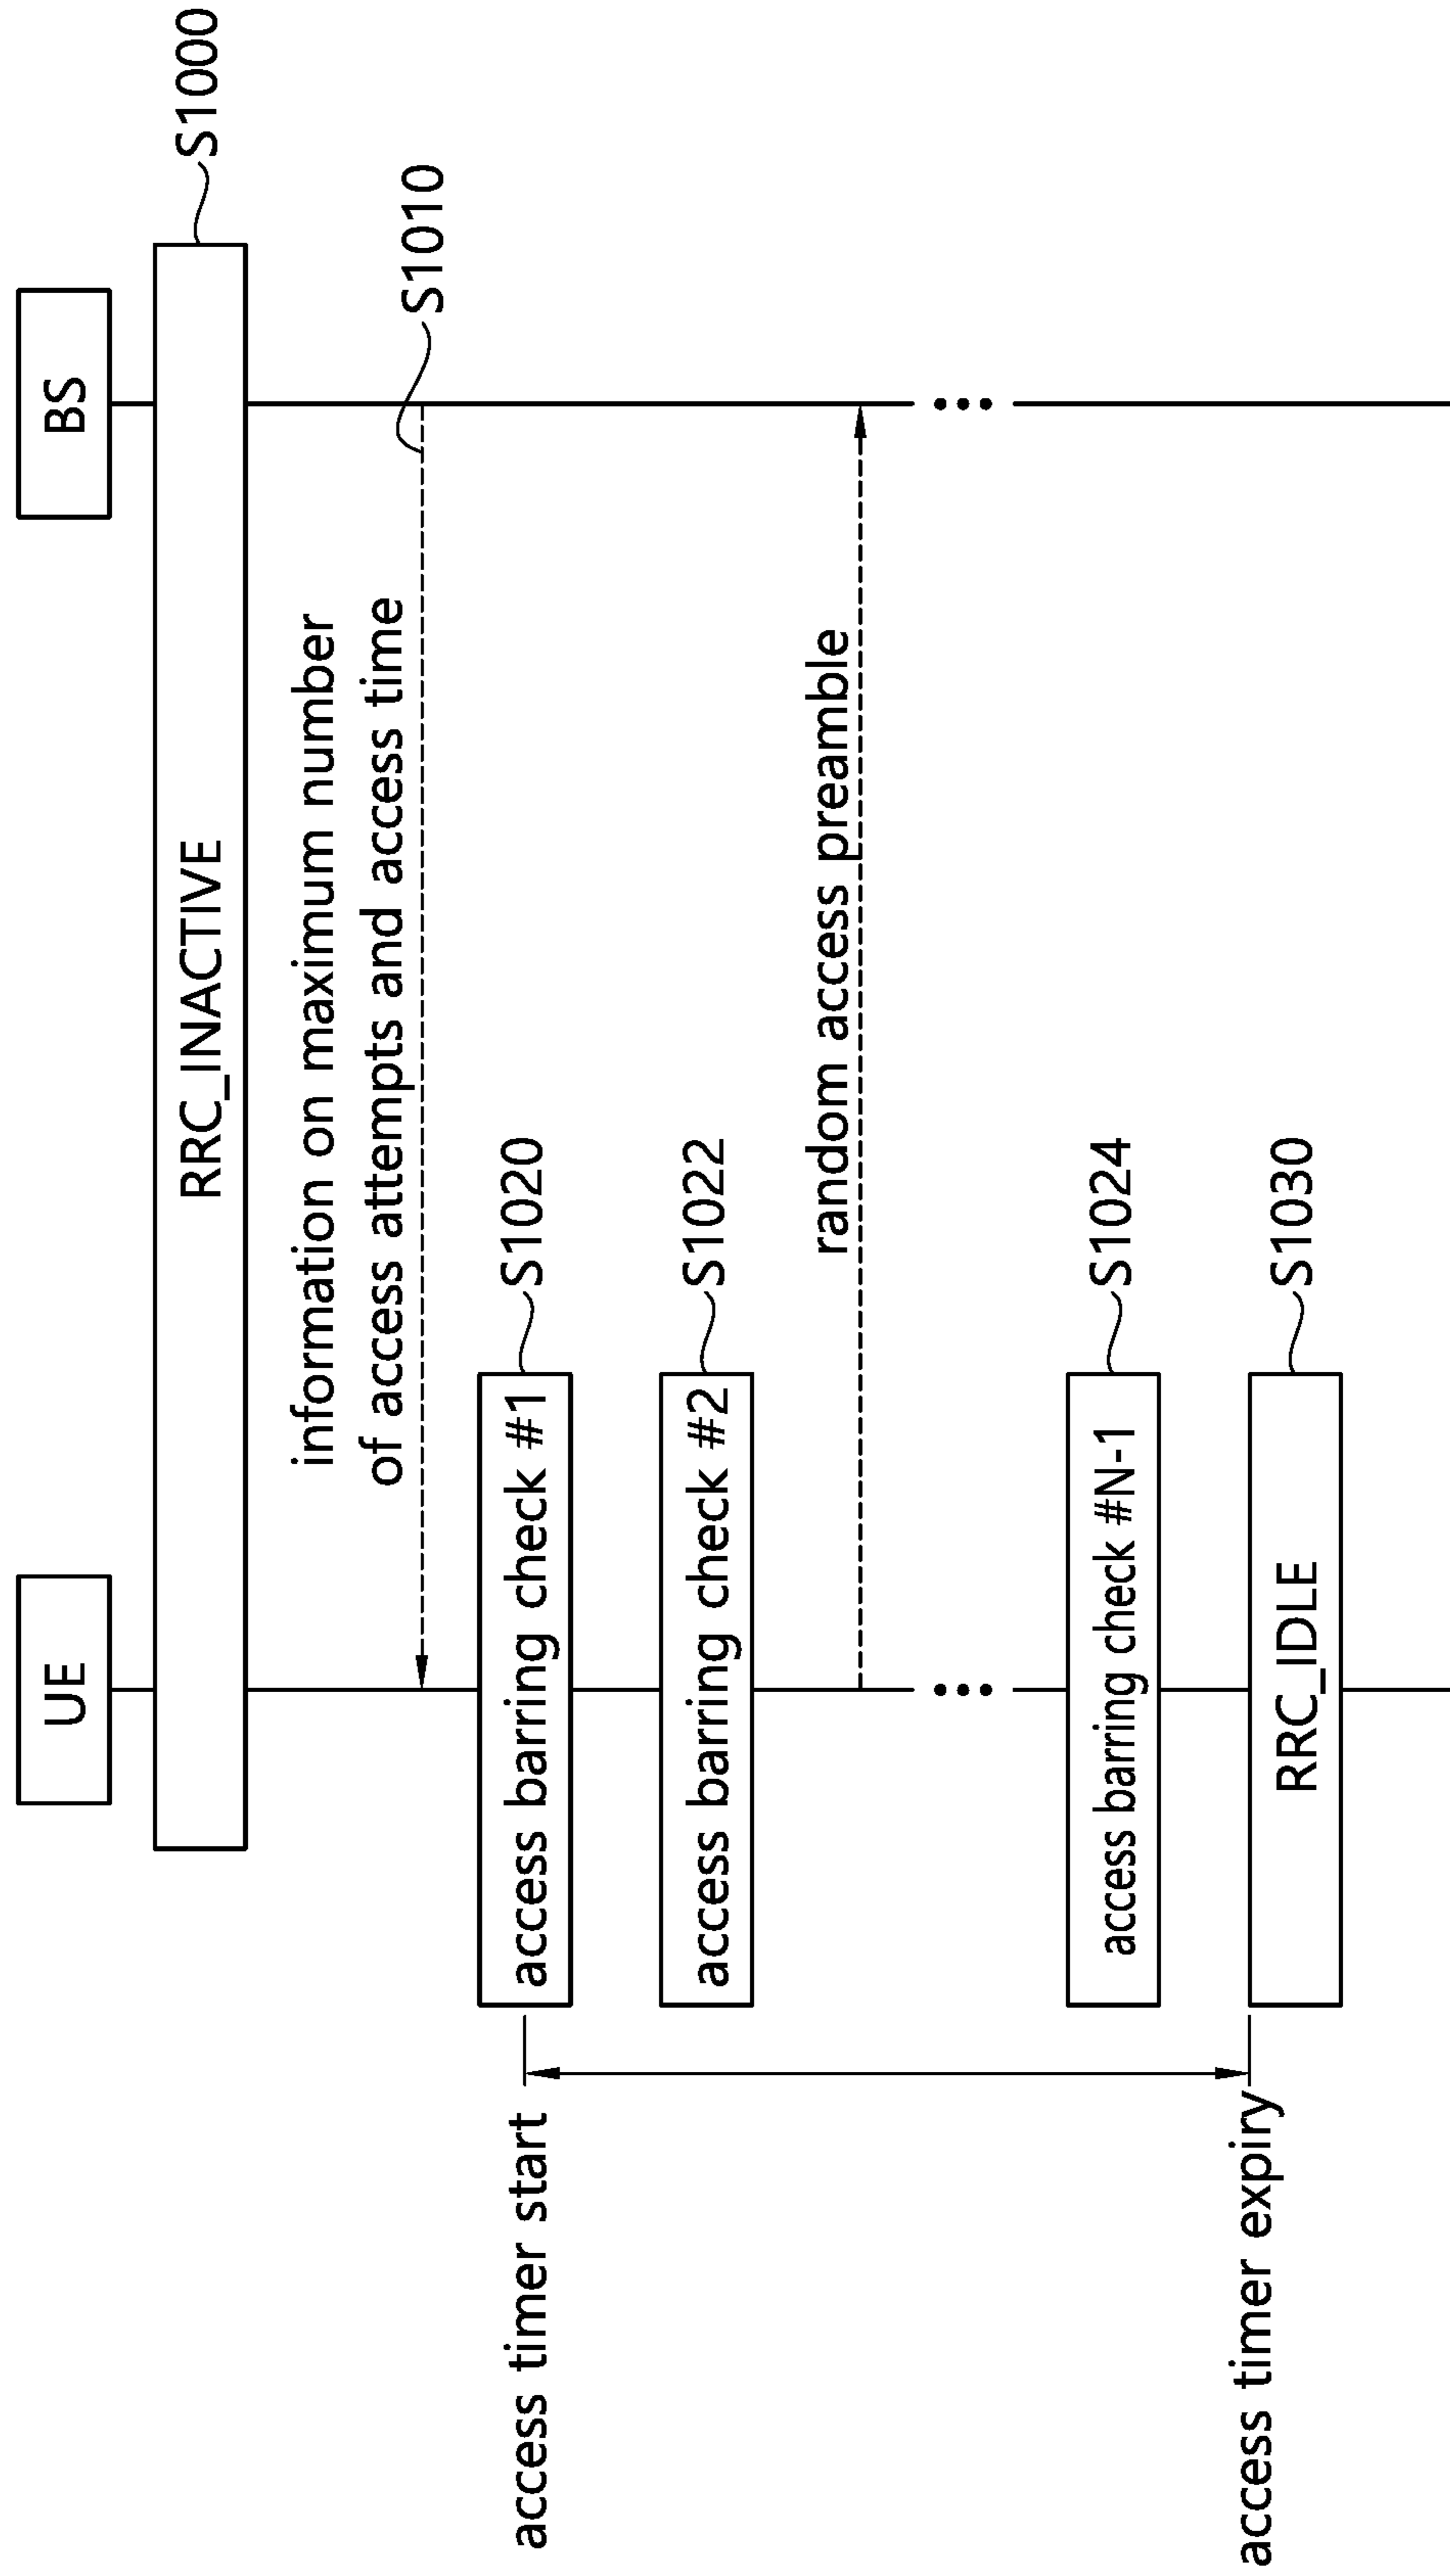 UE
BS
RRC_INACTIVE
S1000
information on maximum number
of access attempts and access time
S1010
access timer start
access barring check #1
S1020
access barring check #2
S1022
random access preamble
access barring check #N-1
S1024
access timer expiry
RRC_IDLE
S1030